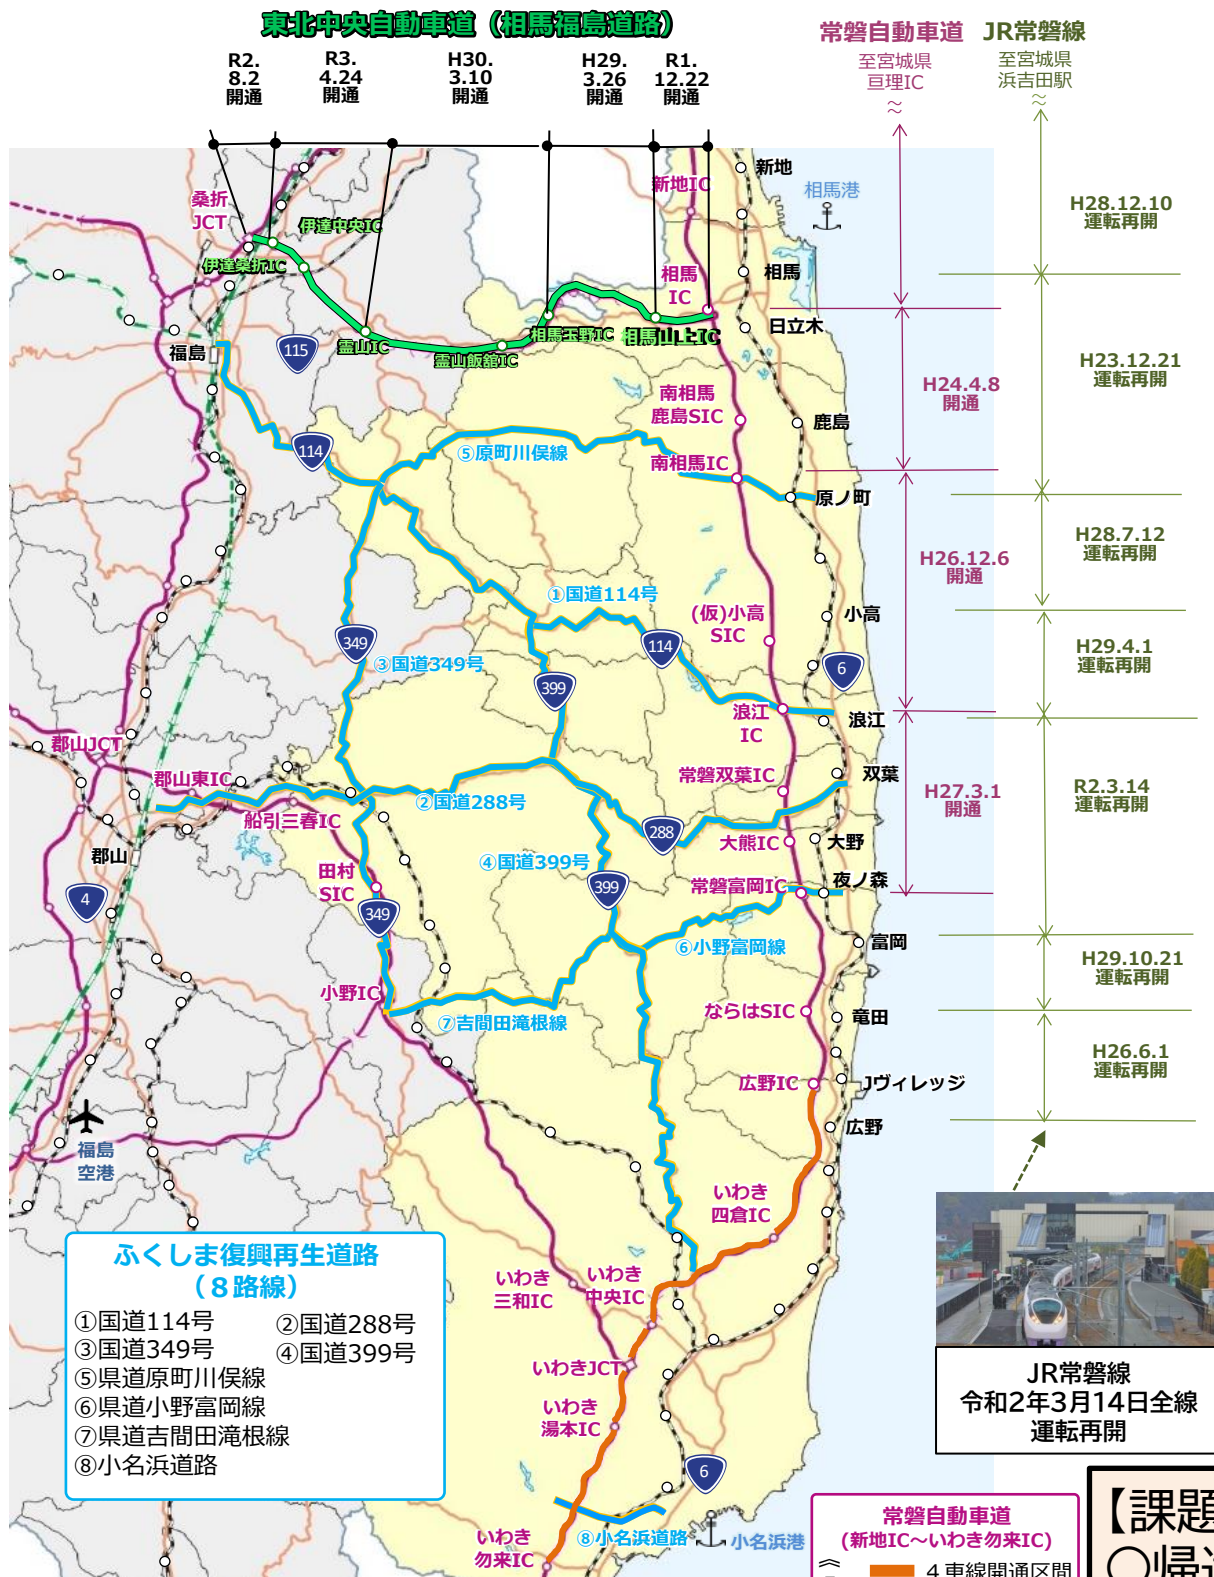 東北中央自動車道（相馬福島道路）
R2.
8.2
開通
R3.
4.24
開通
H30.
3.10
開通
H29.
3.26
開通
R1.
12.22
開通
常磐自動車道
至宮城県
亘理IC
JR常磐線
至宮城県
浜吉田駅
新地
新地IC
相馬港
桑折
JCT
伊達中央IC
伊達桑折IC
相馬
IC
相馬
H28.12.10
運転再開
日立木
相馬玉野IC
相馬山上IC
霊山IC
霊山飯舘IC
福島
115
H24.4.8
開通
H23.12.21
運転再開
南相馬
鹿島SIC
鹿島
114
⑤原町川俣線
南相馬IC
原ノ町
H26.12.6
開通
H28.7.12
運転再開
①国道114号
(仮)小高
SIC
小高
349
③国道349号
114
6
399
H29.4.1
運転再開
浪江
IC
浪江
郡山JCT
郡山東IC
常磐双葉IC
双葉
H27.3.1
開通
R2.3.14
運転再開
②国道288号
船引三春IC
288
大熊IC
大野
郡山
田村
SIC
④国道399号
399
常磐富岡IC
夜ノ森
4
349
⑥小野富岡線
富岡
H29.10.21
運転再開
小野IC
⑦吉間田滝根線
ならはSIC
竜田
H26.6.1
運転再開
広野IC
Jヴィレッジ
広野
福島
空港
いわき
四倉IC
ふくしま復興再生道路
（８路線）
①国道114号
②国道288号
③国道349号
④国道399号
⑤県道原町川俣線
⑥県道小野富岡線
⑦県道吉間田滝根線
⑧小名浜道路
いわき
三和IC
いわき
中央IC
いわきJCT
いわき
湯本IC
JR常磐線
令和2年3月14日全線
運転再開
6
⑧小名浜道路
小名浜港
いわき
勿来IC
常磐自動車道
(新地IC～いわき勿来IC)
４車線開通区間
【課題
○帰還